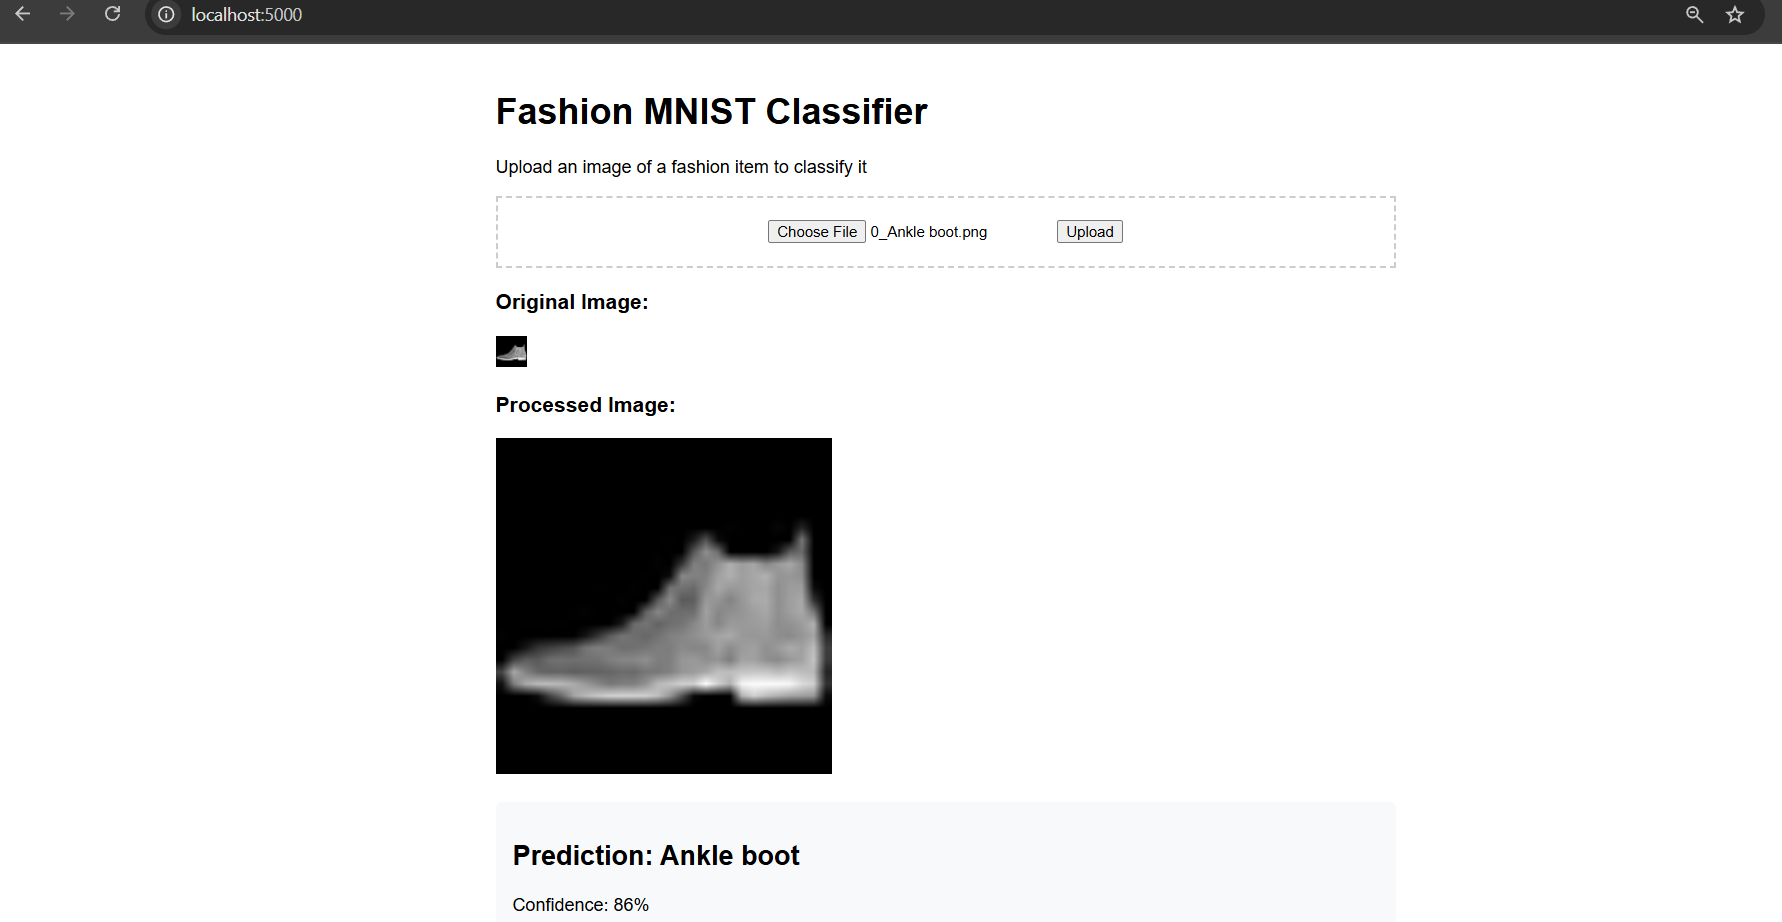 localhost:5000
Fashion MNIST Classifier
Upload an image of a fashion item to classify it
Choose File 0_Ankle boot.png Upload
Original Image:
Processed Image:
Prediction: Ankle boot
Confidence: 86%